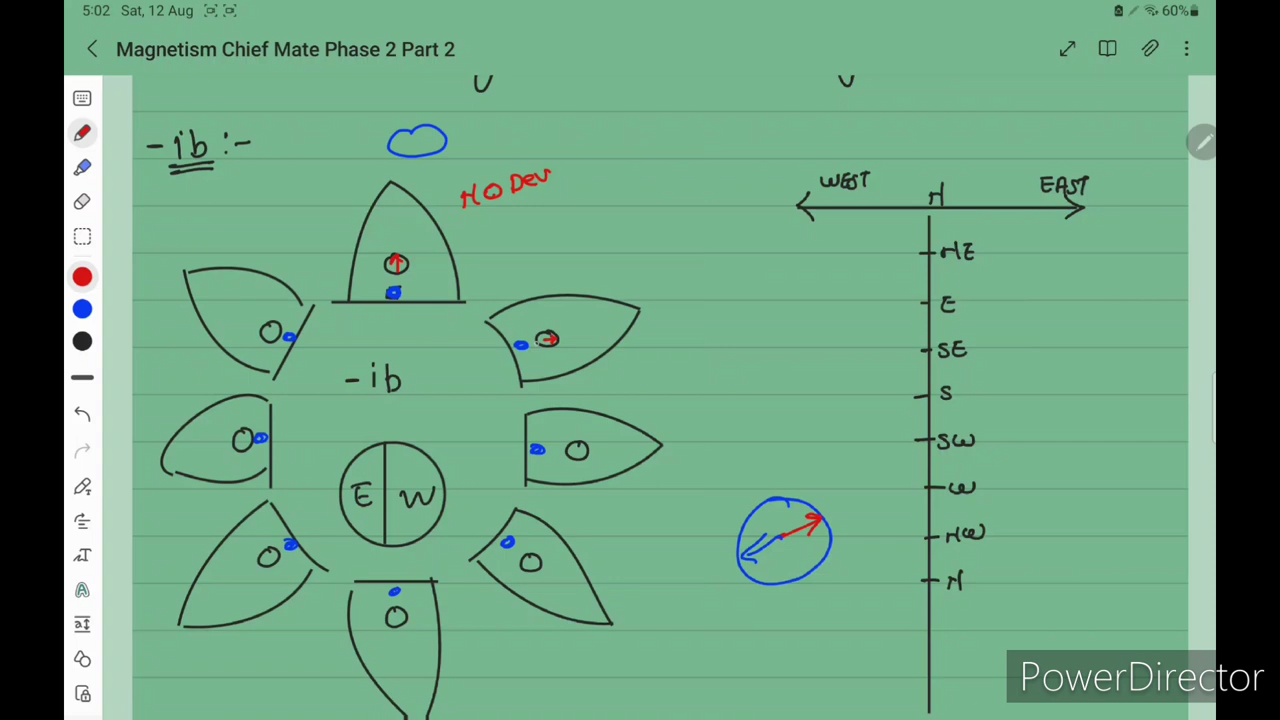 5:02 Sat, 12 Aug
60%
Magnetism Chief Mate Phase 2 Part 2
- ib :-
NO Dev
WEST N EAST
NE
E
- ib
SE
S
SW
E W
W
NW
N
PowerDirector